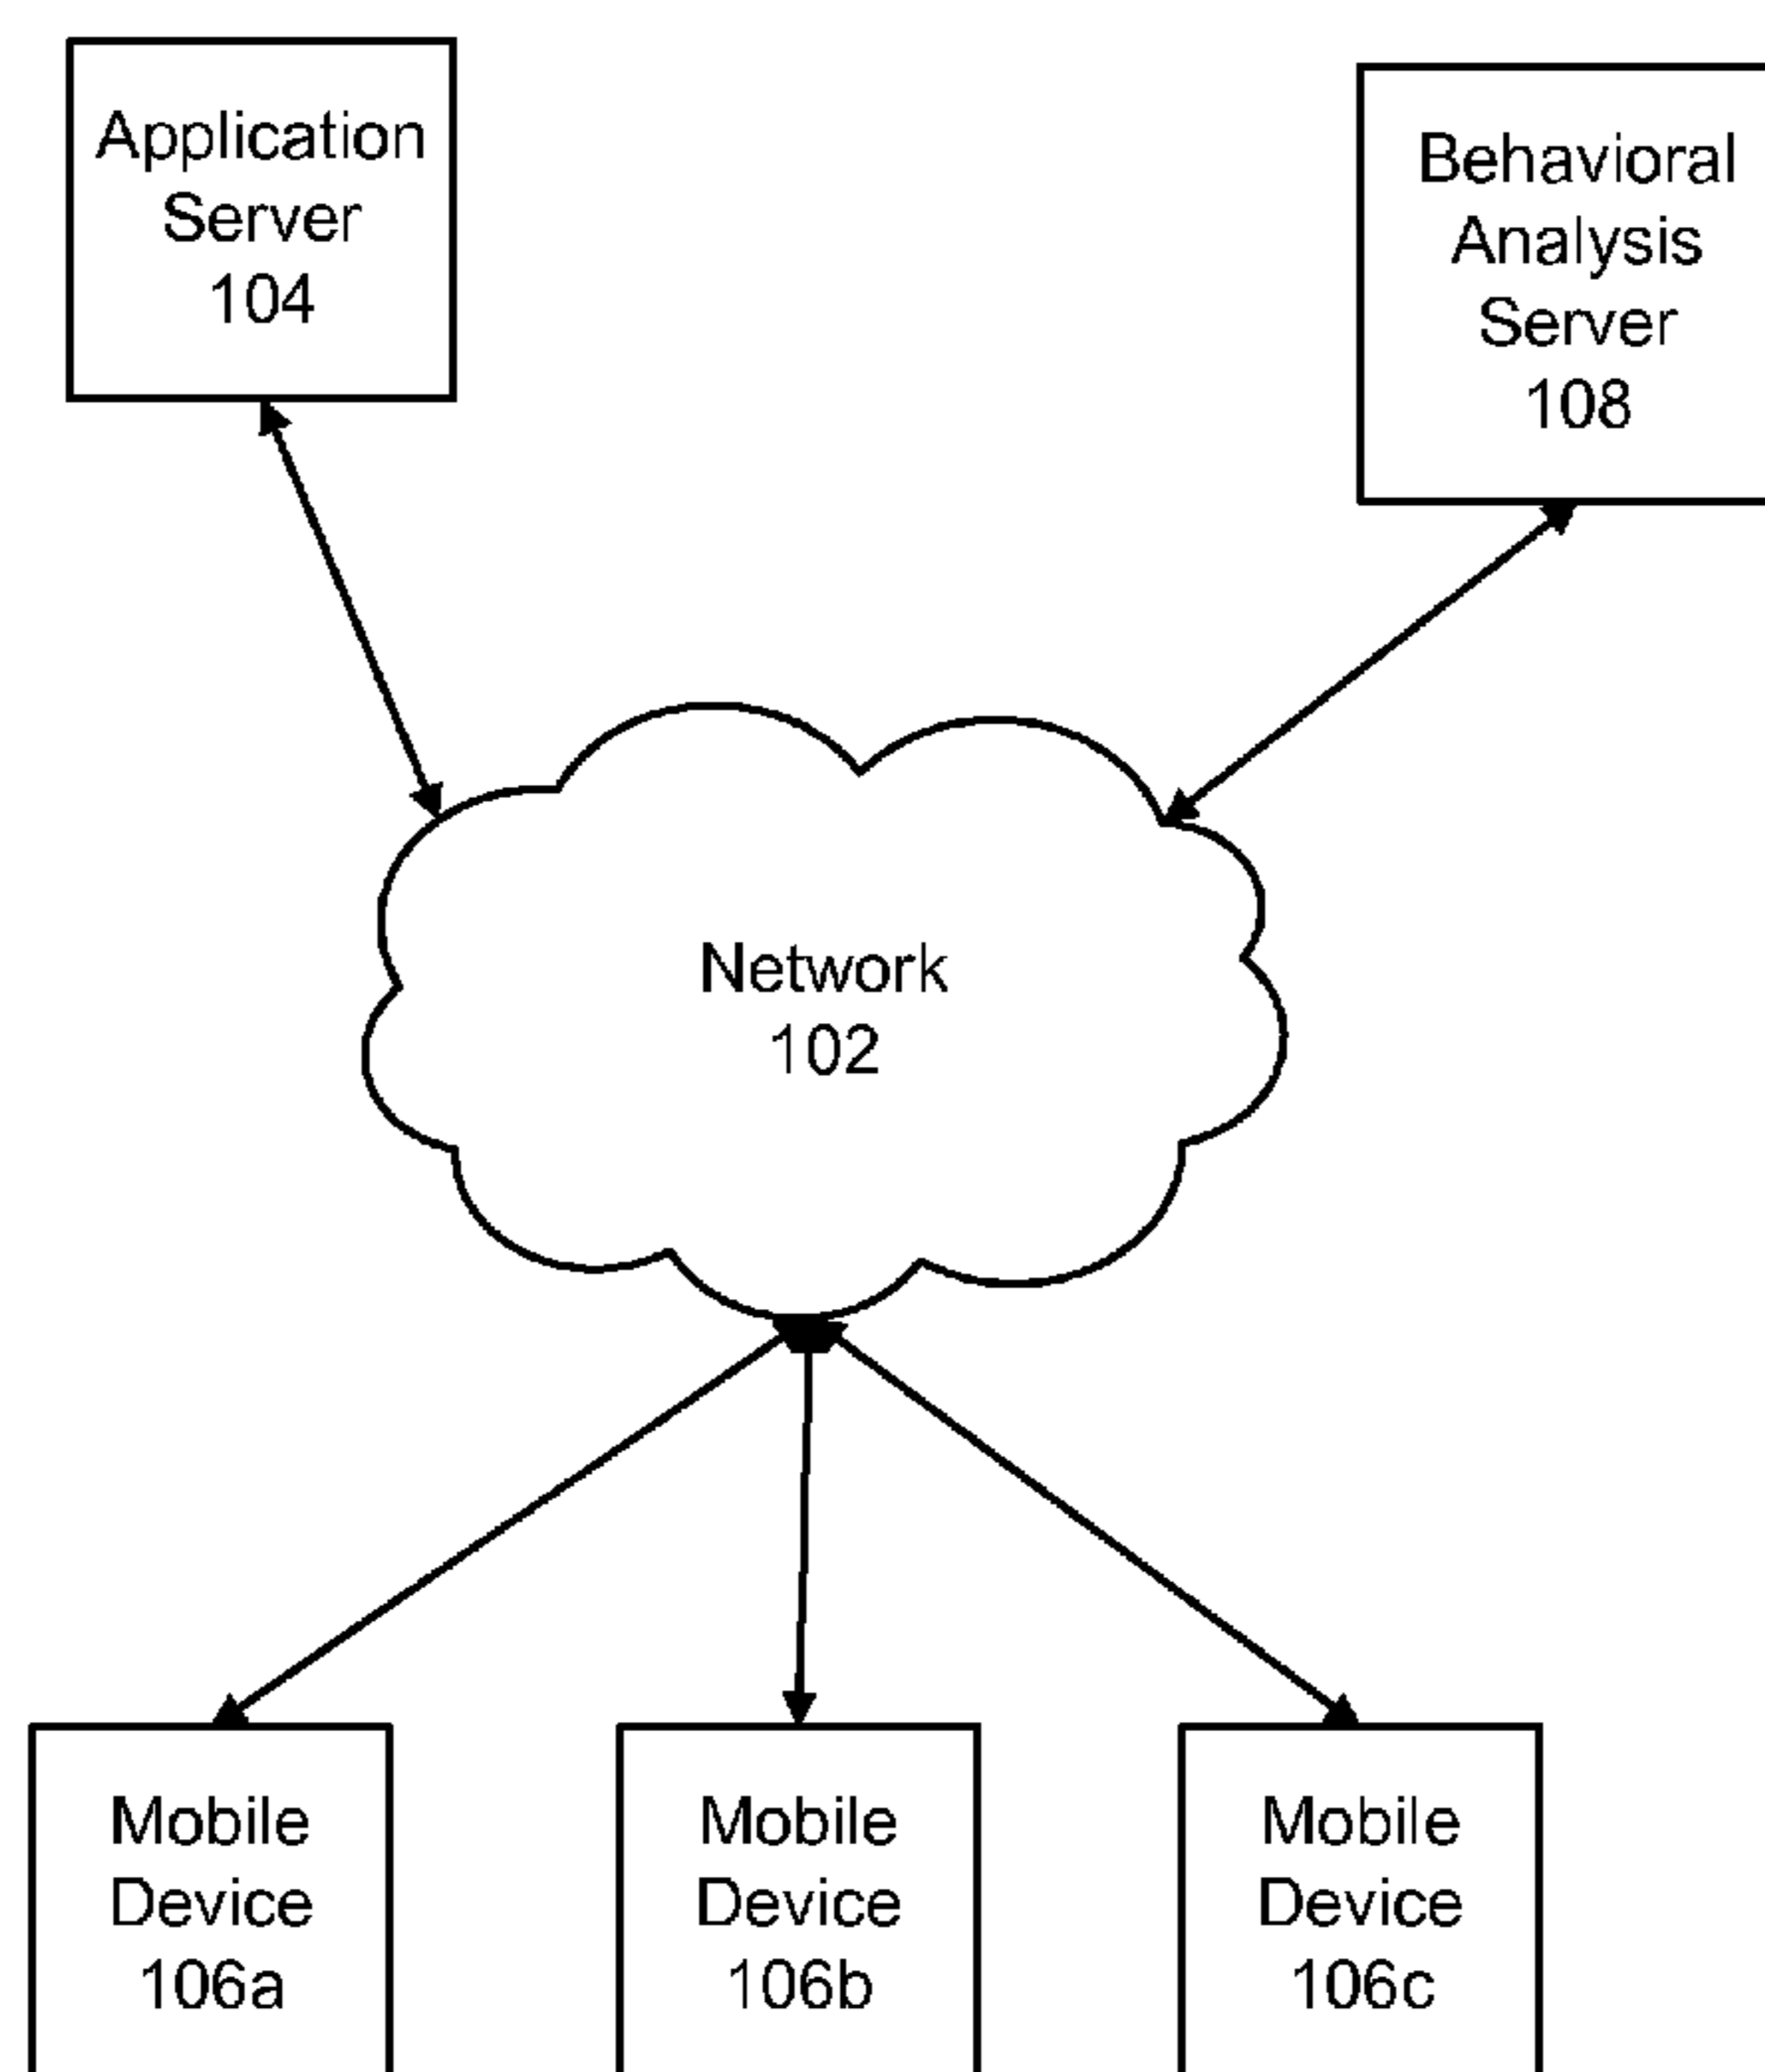 Application
Server
104
Behavioral
Analysis
Server
108
Network
102
Mobile
Device
106a
Mobile
Device
106b
Mobile
Device
106c